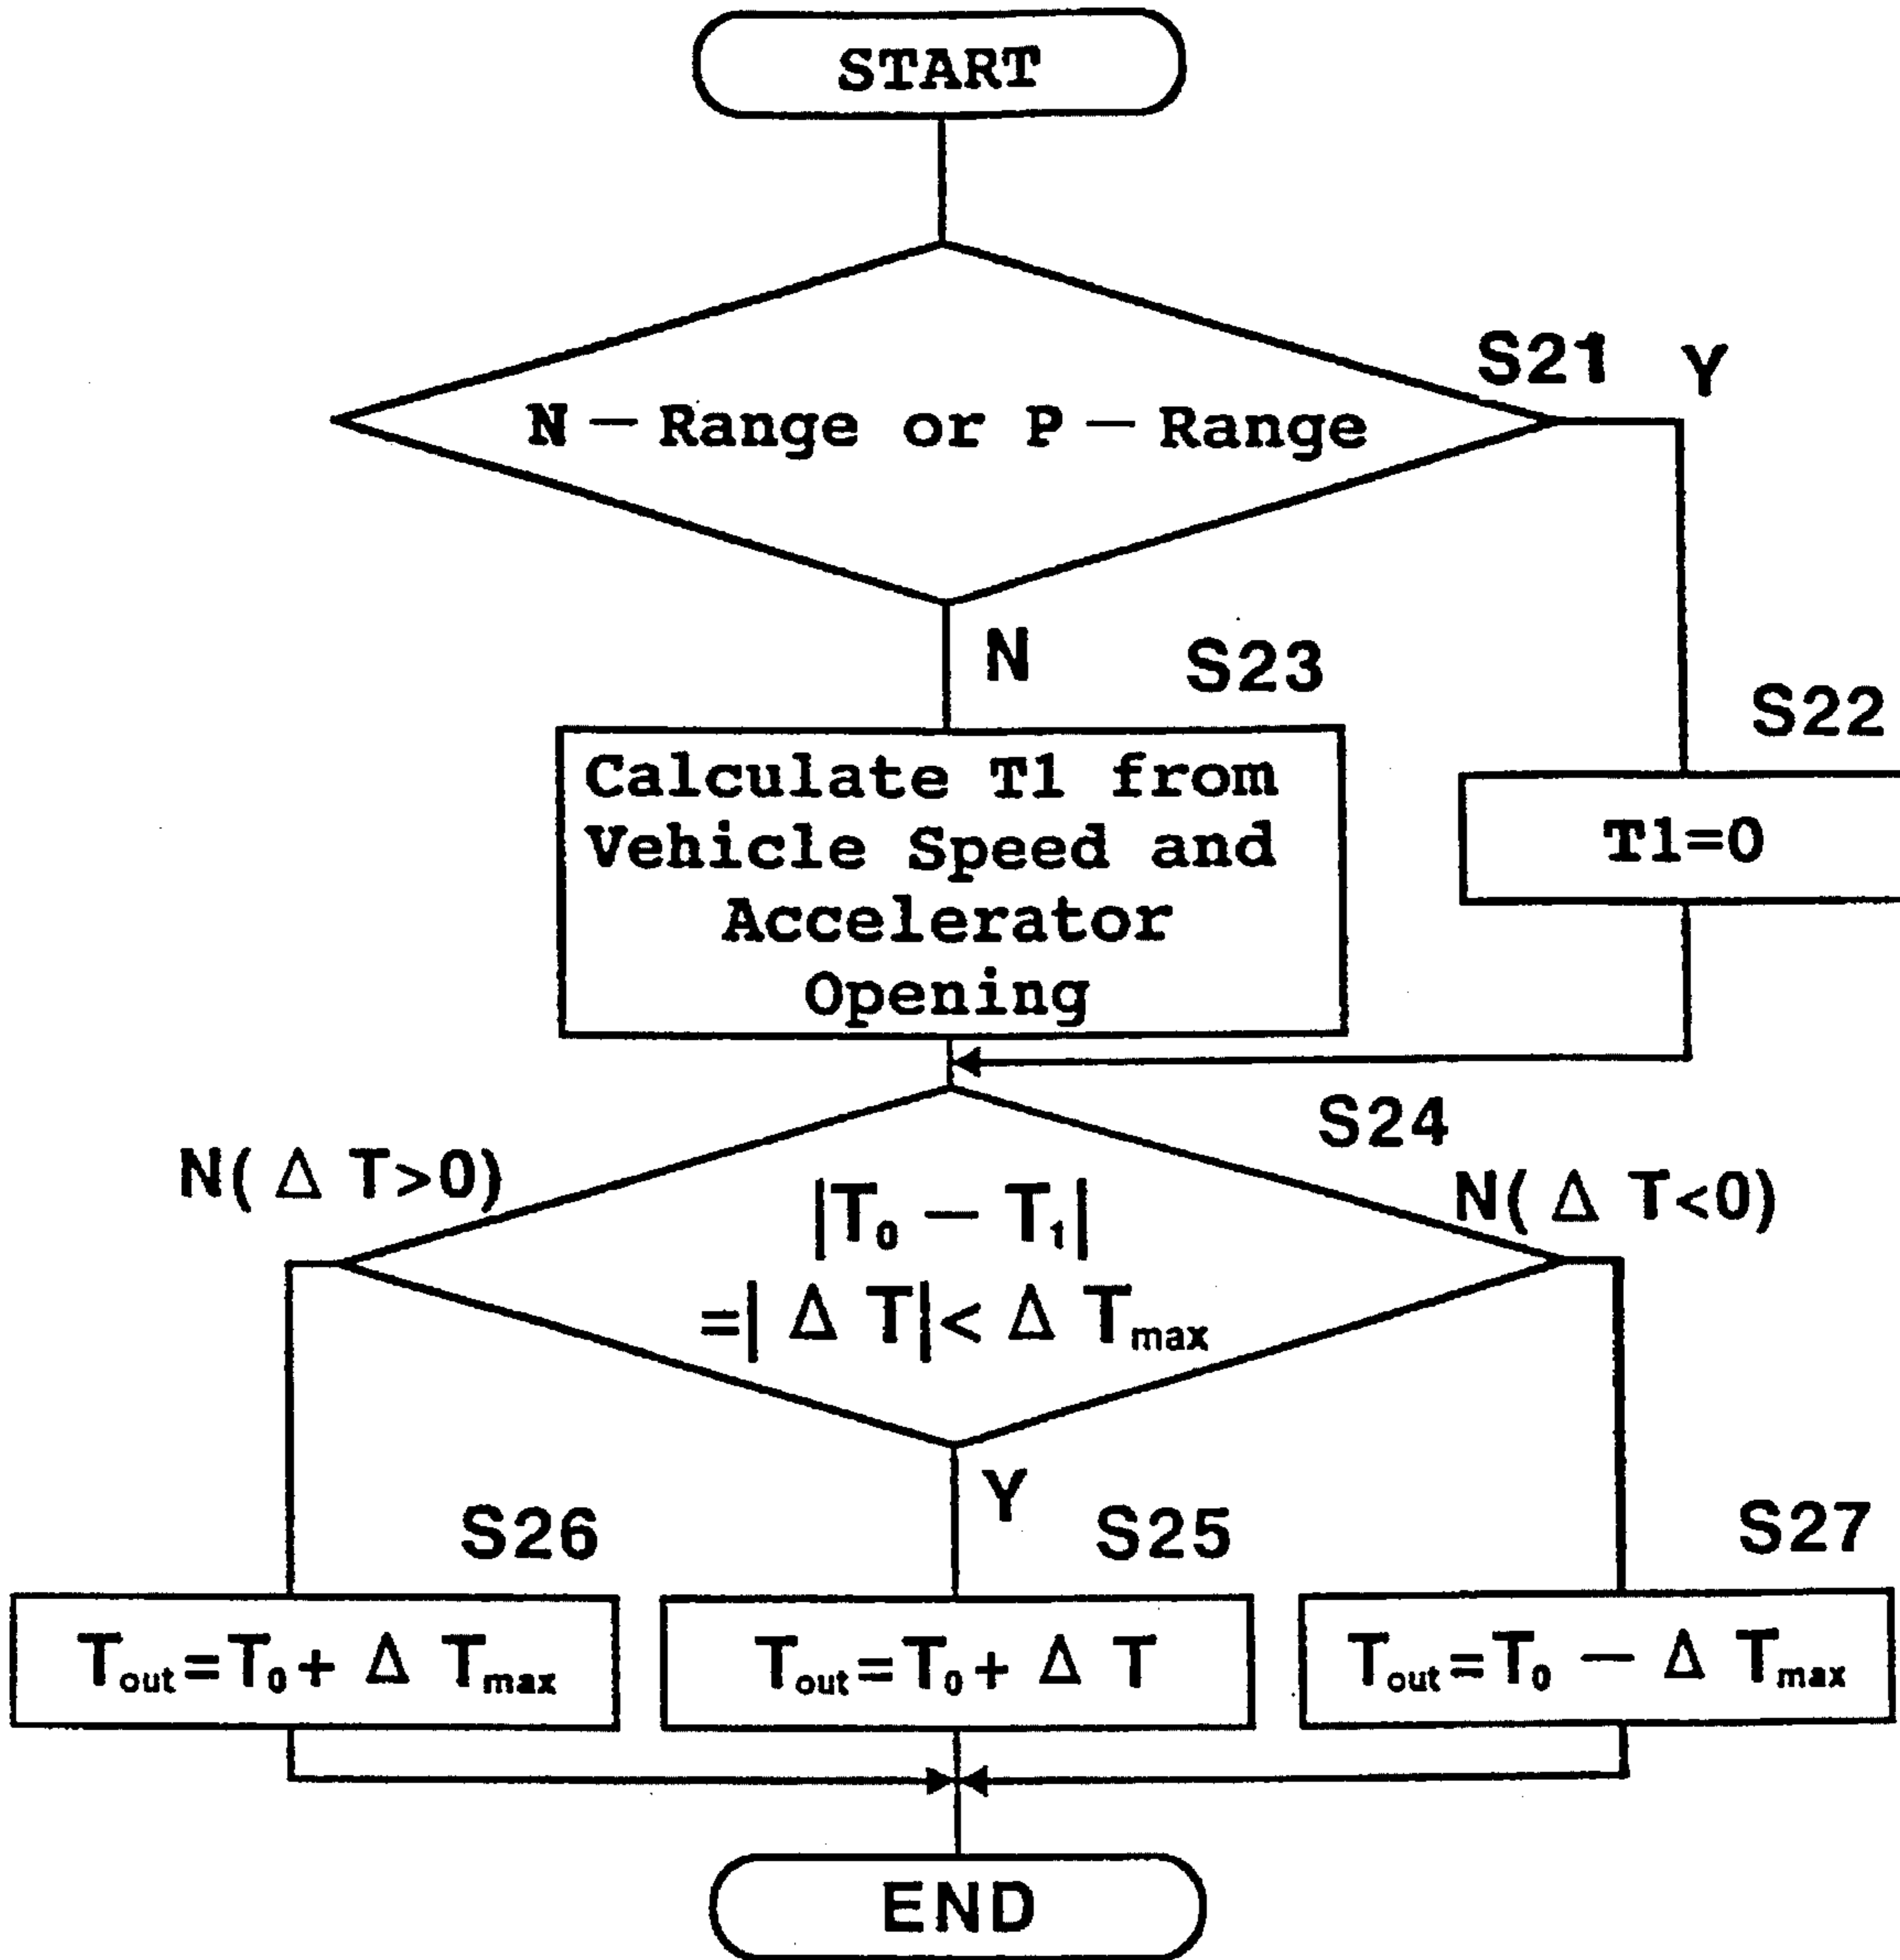 START
S21 Y
N — Range or P — Range
N
S23
S22
Calculate T1 from
Vehicle Speed and
Accelerator
Opening
T1=0
S24
N( Δ T>0)
N( Δ T<0)
|T₀ — T₁|
=| Δ T|< Δ Tmax
Y
S26
S25
S27
Tout=T₀+ Δ Tmax
Tout=T₀+ Δ T
Tout=T₀ — Δ Tmax
END